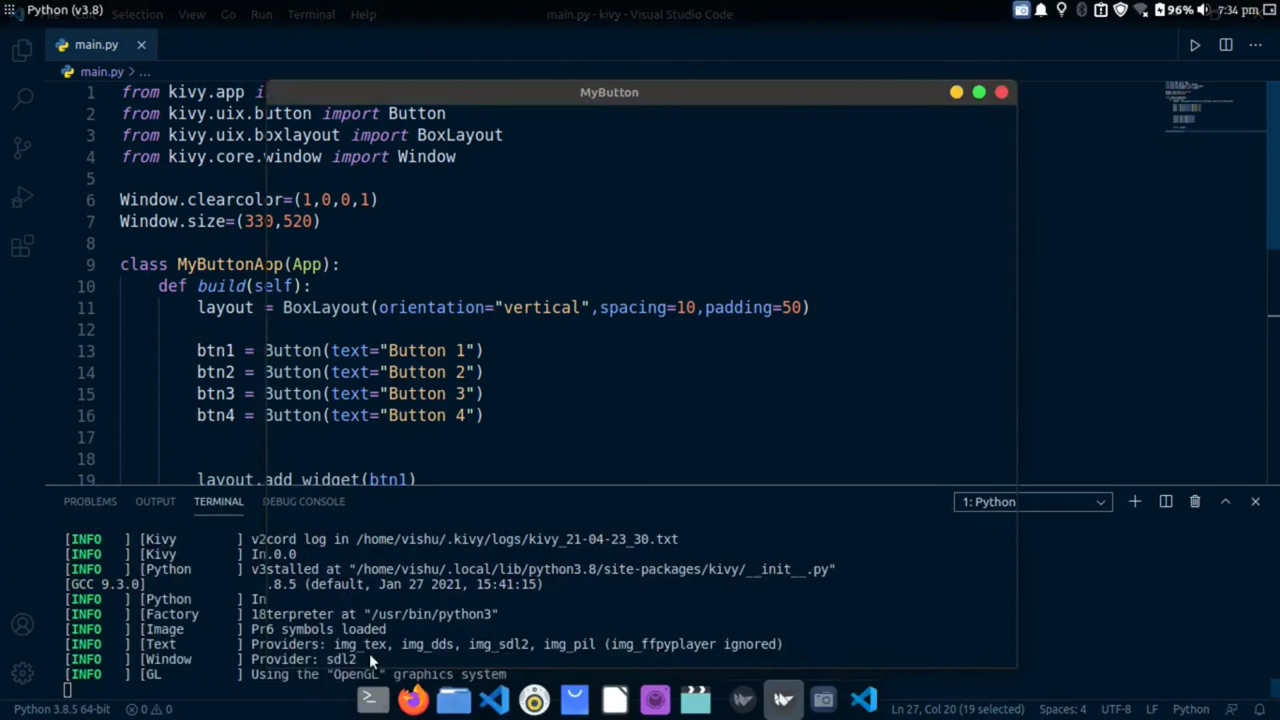 Python (v3.8)
Selection View Go Run Terminal Help main.py - kivy - Visual Studio Code 96% 7:34 pm
main.py
main.py > ...
MyButton
1 from kivy.app i
2 from kivy.uix.button import Button
3 from kivy.uix.boxlayout import BoxLayout
4 from kivy.core.window import Window
5
6 Window.clearcolor=(1,0,0,1)
7 Window.size=(330,520)
8
9 class MyButtonApp(App):
10 def build(self):
11 layout = BoxLayout(orientation="vertical",spacing=10,padding=50)
12
13 btn1 = Button(text="Button 1")
14 btn2 = Button(text="Button 2")
15 btn3 = Button(text="Button 3")
16 btn4 = Button(text="Button 4")
17
18
19 layout.add_widget(btn1)
PROBLEMS OUTPUT TERMINAL DEBUG CONSOLE 1: Python
[INFO ] [Kivy ] v2cord log in /home/vishu/.kivy/logs/kivy_21-04-23_30.txt
[INFO ] [Kivy ] In.0.0
[INFO ] [Python ] v3stalled at "/home/vishu/.local/lib/python3.8/site-packages/kivy/__init__.py"
[GCC 9.3.0] .8.5 (default, Jan 27 2021, 15:41:15)
[INFO ] [Python ] In
[INFO ] [Factory ] 18terpreter at "/usr/bin/python3"
[INFO ] [Image ] Pr6 symbols loaded
[INFO ] [Text ] Providers: img_tex, img_dds, img_sdl2, img_pil (img_ffpyplayer ignored)
[INFO ] [Window ] Provider: sdl2
[INFO ] [GL ] Using the "OpenGL" graphics system
Python 3.8.5 64-bit 0 0 Ln 27, Col 20 (19 selected) Spaces: 4 UTF-8 LF Python